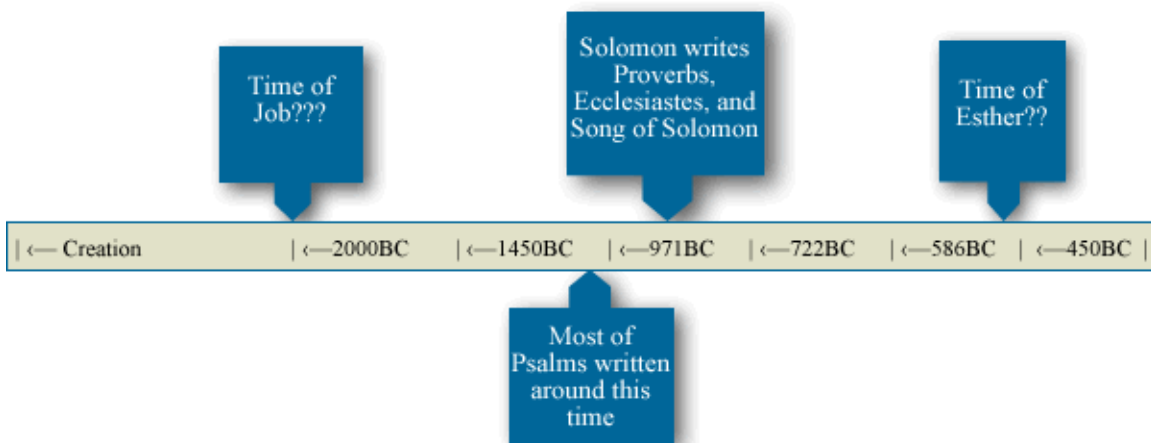 Time of
Job???
Solomon writes
Proverbs,
Ecclesiastes, and
Song of Solomon
Time of
Esther??
|‹— Creation |‹—2000BC |‹—1450BC |‹—971BC |‹—722BC |‹—586BC | ‹—450BC |
Most of
Psalms written
around this
time